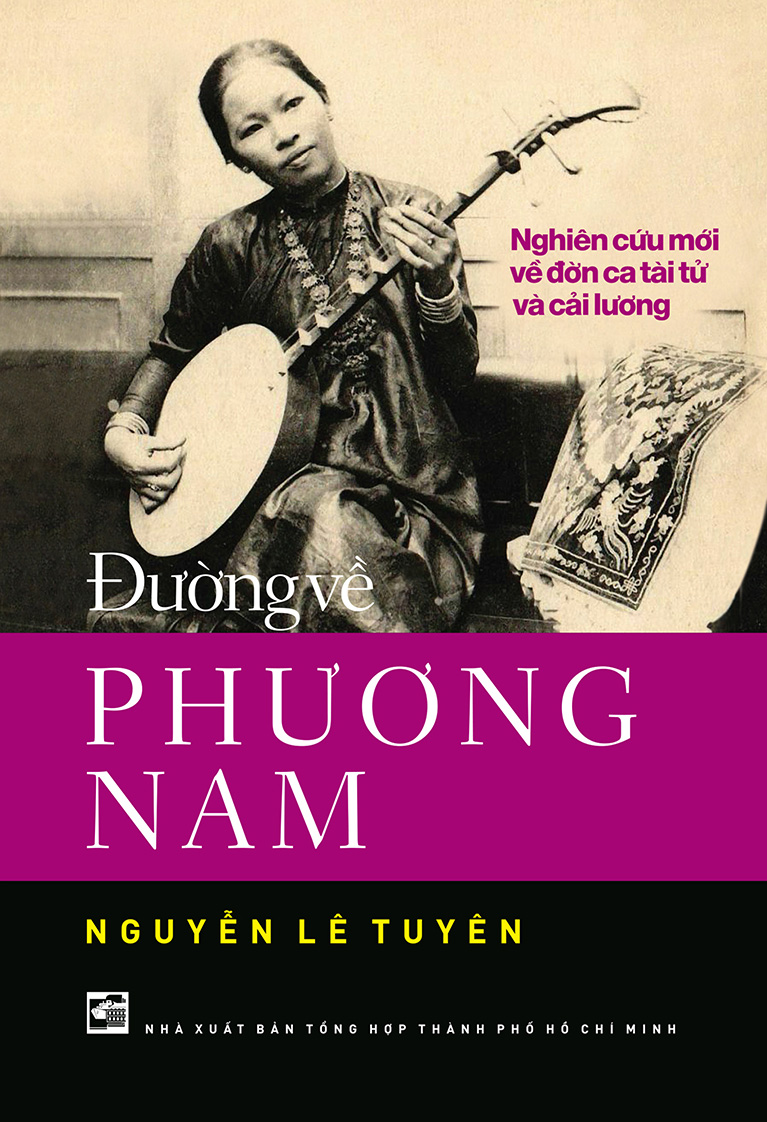 Nghiên cứu mới
về đờn ca tài tử
và cải lương
Đường về
PHƯƠNG
NAM
NGUYỄN LÊ TUYÊN
NHÀ XUẤT BẢN TỔNG HỢP THÀNH PHỐ HỒ CHÍ MINH